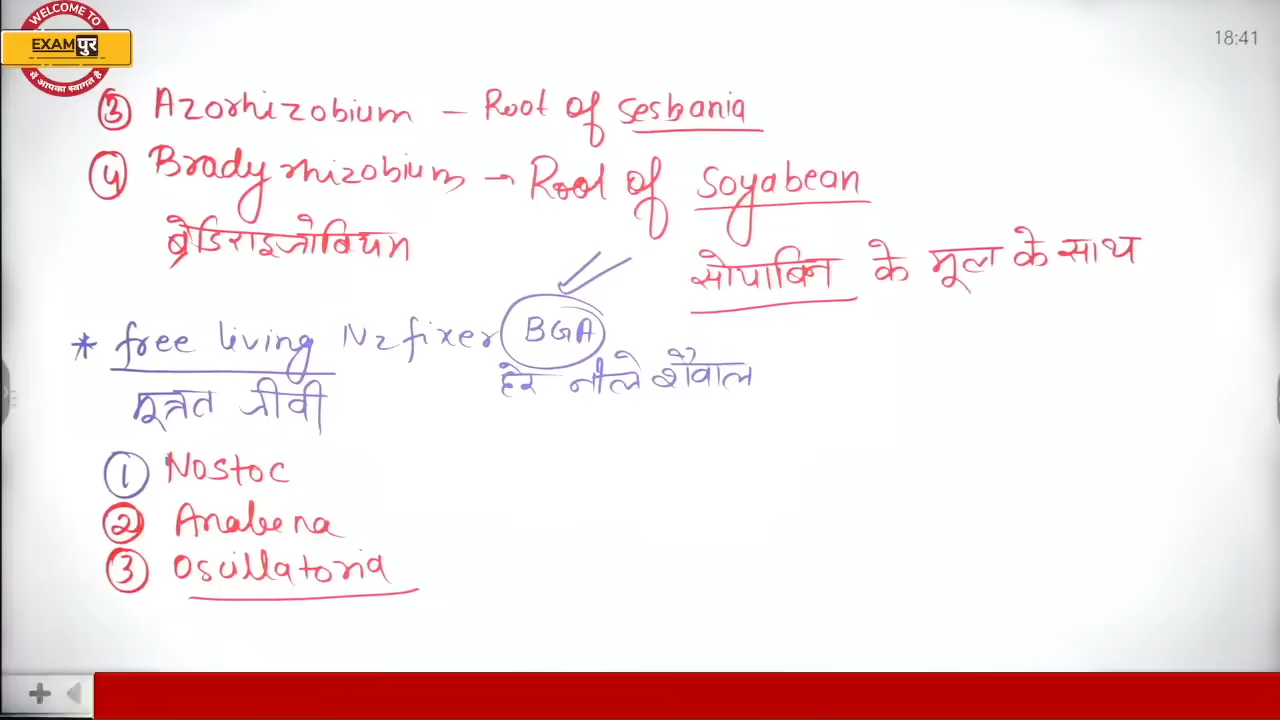 WELCOME TO
EXAMपुर
में आपका स्वागत है
18:41
③ Azorhizobium – Root of Sesbania
④ Bradyrhizobium → Root of Soyabean
ब्रेडिराइजोबियम
सोयाबिन के मूल के साथ
* free living N2 fixer BGA
हरे नीले शैवाल
मूक्त जीवी
① Nostoc
② Anabena
③ Oscillatoria